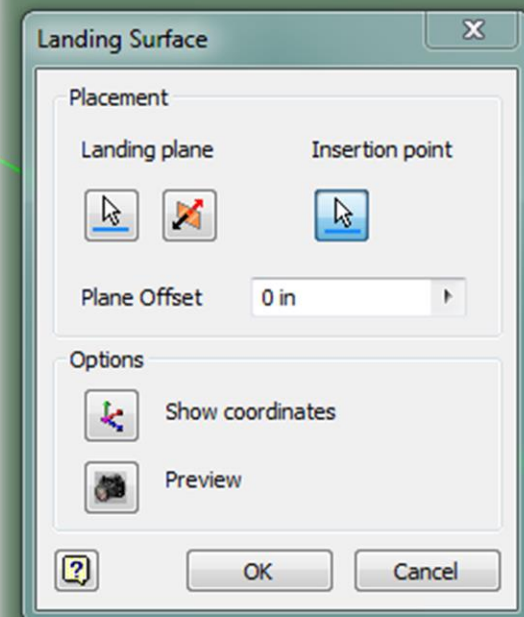 Landing Surface
Placement
Landing plane Insertion point
Plane Offset 0 in
Options
Show coordinates
Preview
? OK Cancel